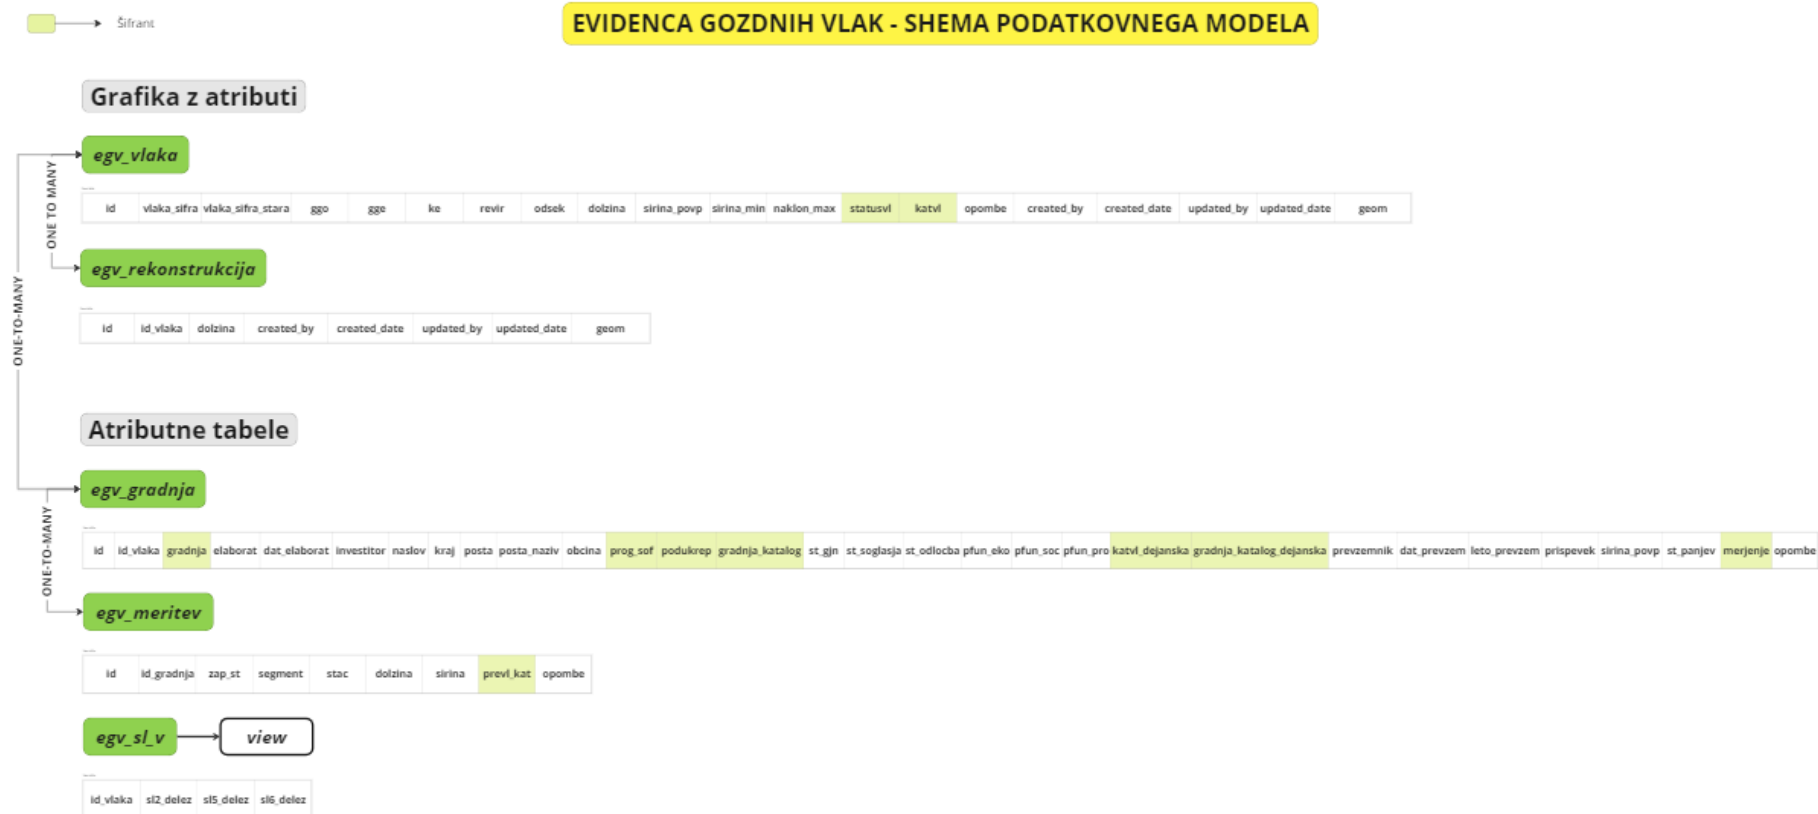 Šifrant
EVIDENCA GOZDNIH VLAK - SHEMA PODATKOVNEGA MODELA
Grafika z atributi
egv_vlaka
ONE TO MANY
id vlaka_sifra vlaka_sifra_stara ggo gge ke revir odsek dolzina sirina_povp sirina_min naklon_max statusvl katvl opombe created_by created_date updated_by updated_date geom
egv_rekonstrukcija
ONE-TO-MANY
id id_vlaka dolzina created_by created_date updated_by updated_date geom
Atributne tabele
egv_gradnja
ONE-TO-MANY
id id_vlaka gradnja elaborat dat_elaborat investitor naslov kraj posta posta_naziv obcina prog_sof podukrep gradnja_katalog st_gjn st_soglasja st_odlocba pfun_eko pfun_soc pfun_pro katvl_dejanska gradnja_katalog_dejanska prevzemnik dat_prevzem leto_prevzem prispevek sirina_povp st_panjev merjenje opombe
egv_meritev
id id_gradnja zap_st segment stac dolzina sirina prevl_kat opombe
egv_sl_v view
id_vlaka sl2_delez sl5_delez sl6_delez